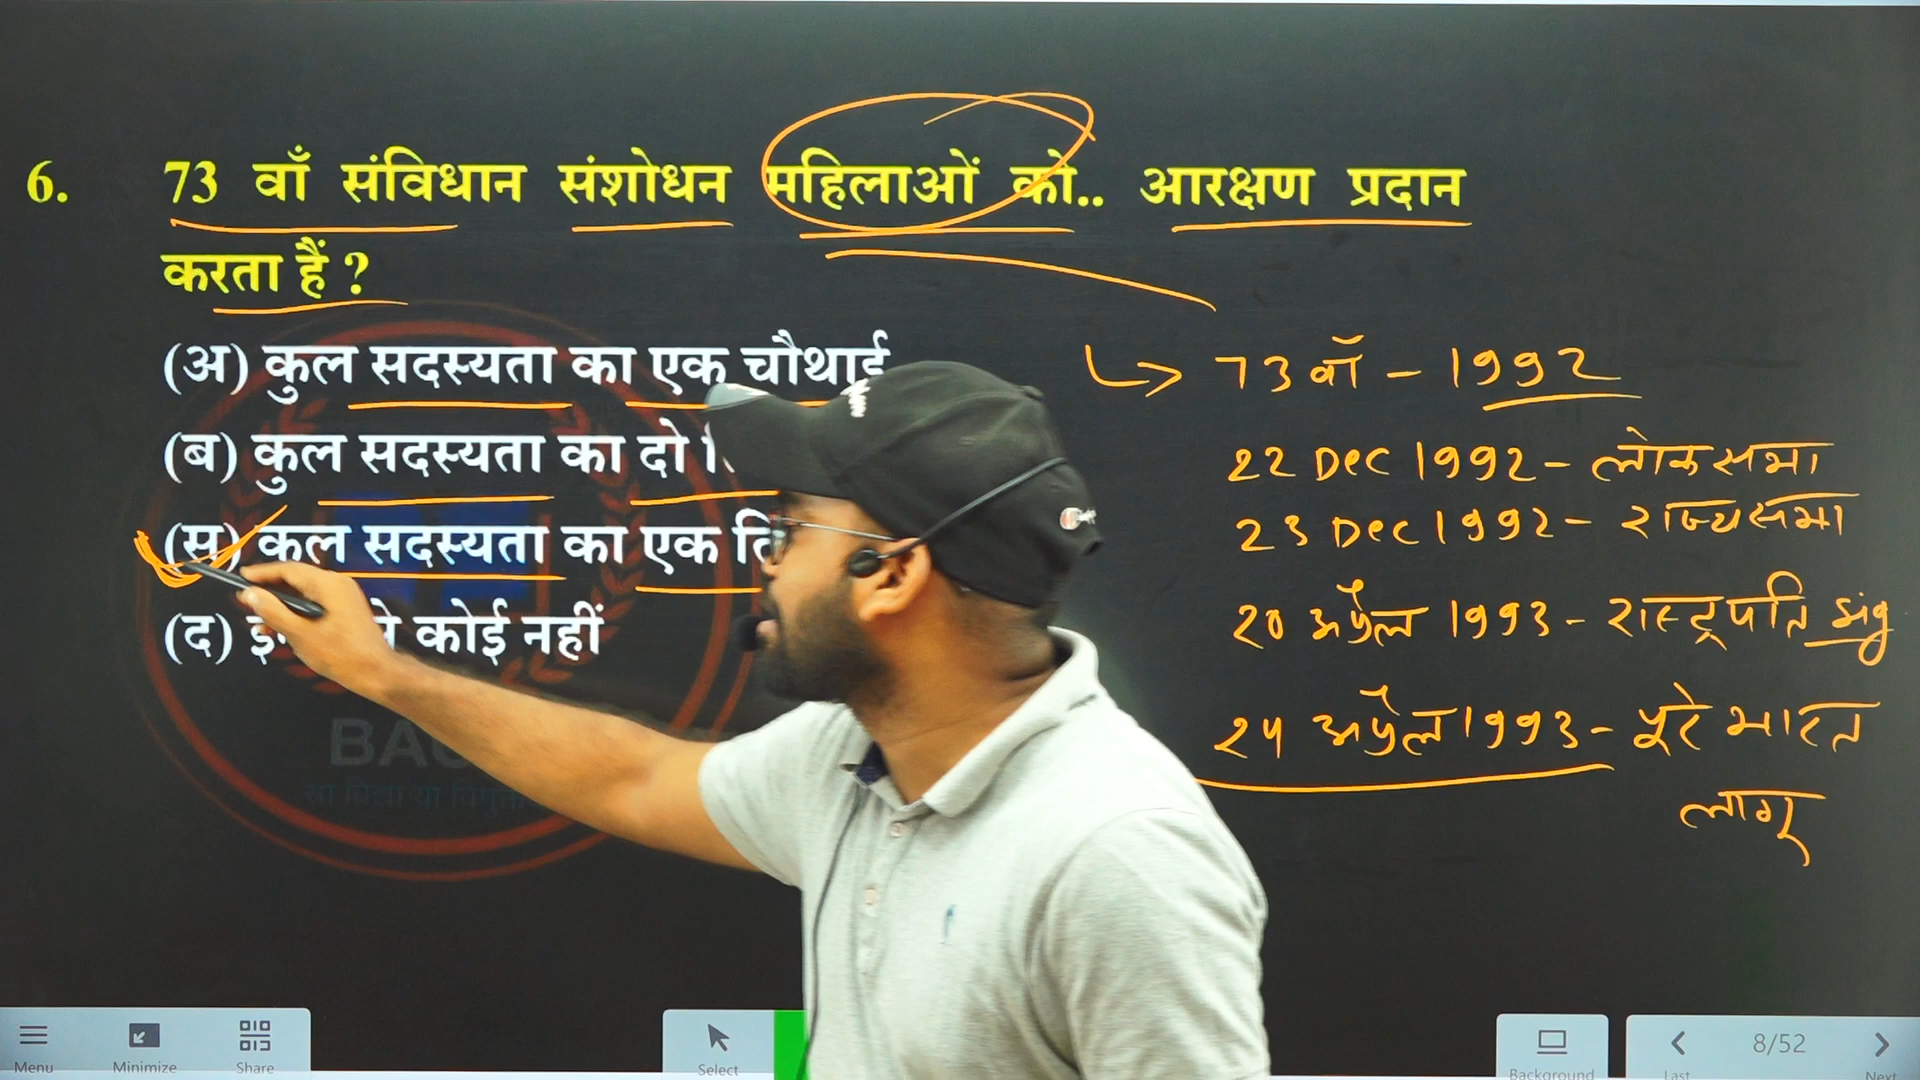 6. 73 वाँ संविधान संशोधन महिलाओं को.. आरक्षण प्रदान
करता हैं ?
(अ) कुल सदस्यता का एक चौथाई
(ब) कुल सदस्यता का दो
(स) कुल सदस्यता का एक
(द) कोई नहीं
73 वाँ - 1992
22 Dec 1992 - लोकसभा
23 Dec 1992 - राज्यसभा
20 अप्रैल 1993 - राष्ट्रपति
24 अप्रैल 1993 - पूरे भारत
लागू
Menu
Minimize
Share
Select
Background
Last
8/52
Next